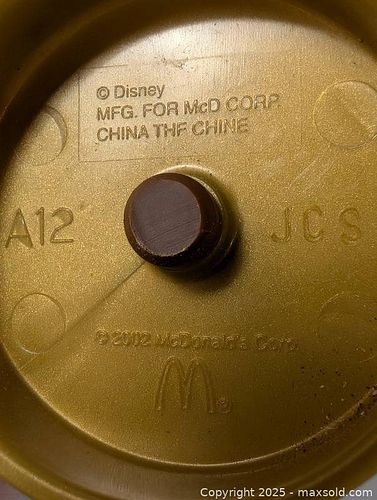 © Disney
MFG. FOR McD CORP.
CHINA THF CHINE
A12
JCS
© 2002 McDonald's Corp
M®
Copyright 2025 - maxsold.com